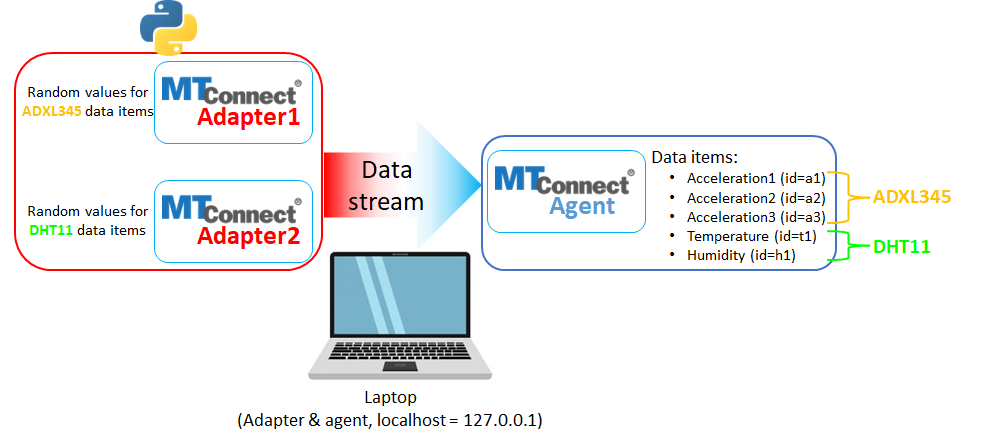 Random values for
ADXL345 data items
MTConnect®
Adapter1
Random values for
DHT11 data items
MTConnect®
Adapter2
Data
stream
MTConnect®
Agent
Data items:
• Acceleration1 (id=a1)
• Acceleration2 (id=a2)
• Acceleration3 (id=a3)
• Temperature (id=t1)
• Humidity (id=h1)
ADXL345
DHT11
Laptop
(Adapter & agent, localhost = 127.0.0.1)